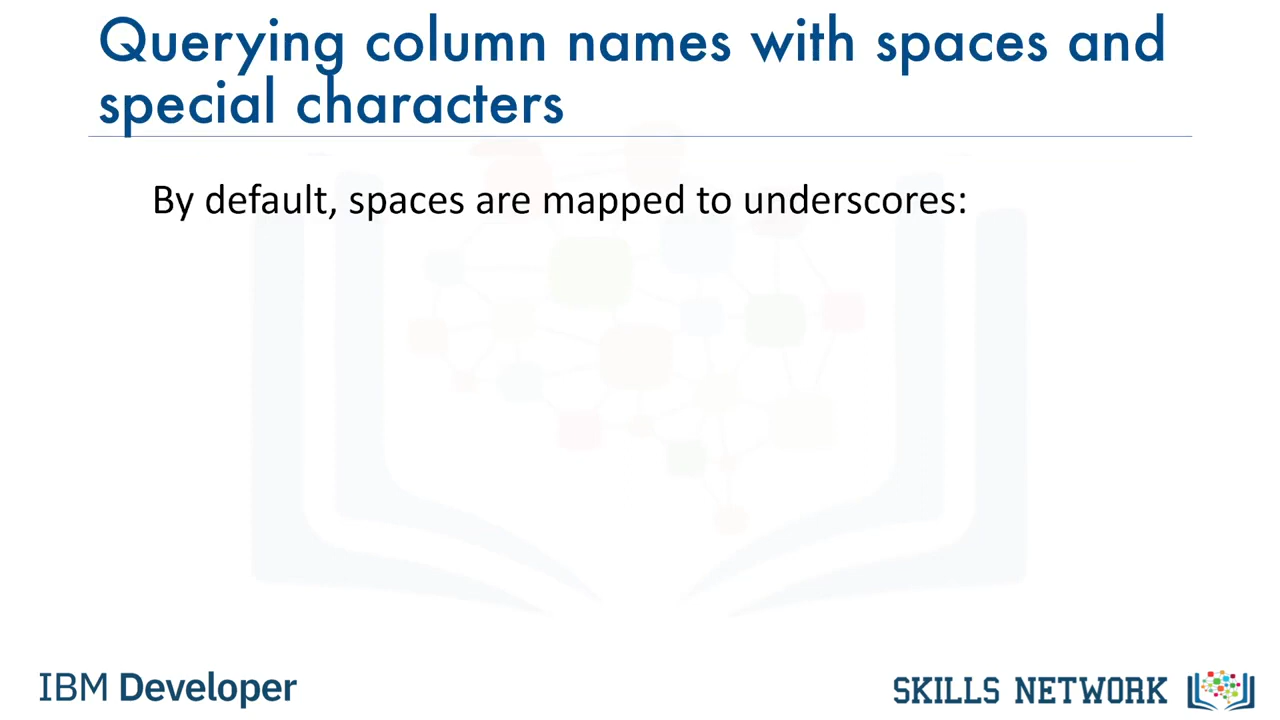 Querying column names with spaces and
special characters
By default, spaces are mapped to underscores:
IBM Developer
SKILLS NETWORK